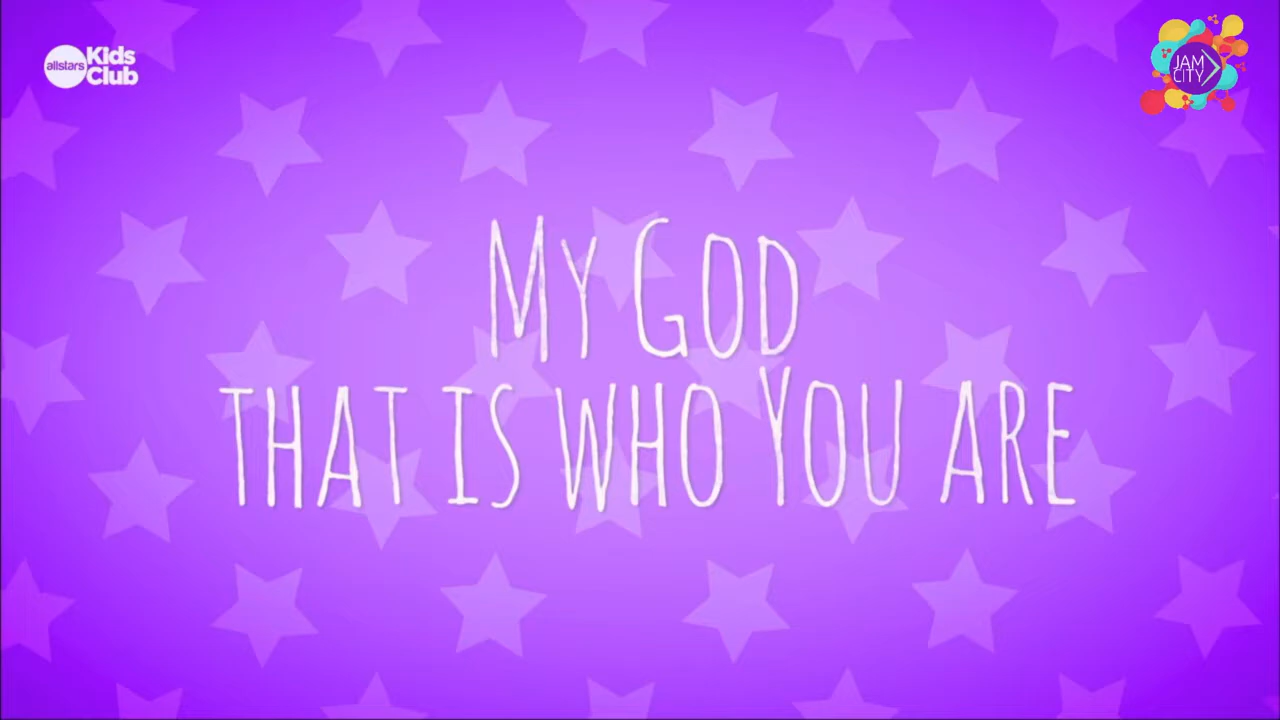 allstars
Kids
Club
JAM
CITY
My God
that is who You are